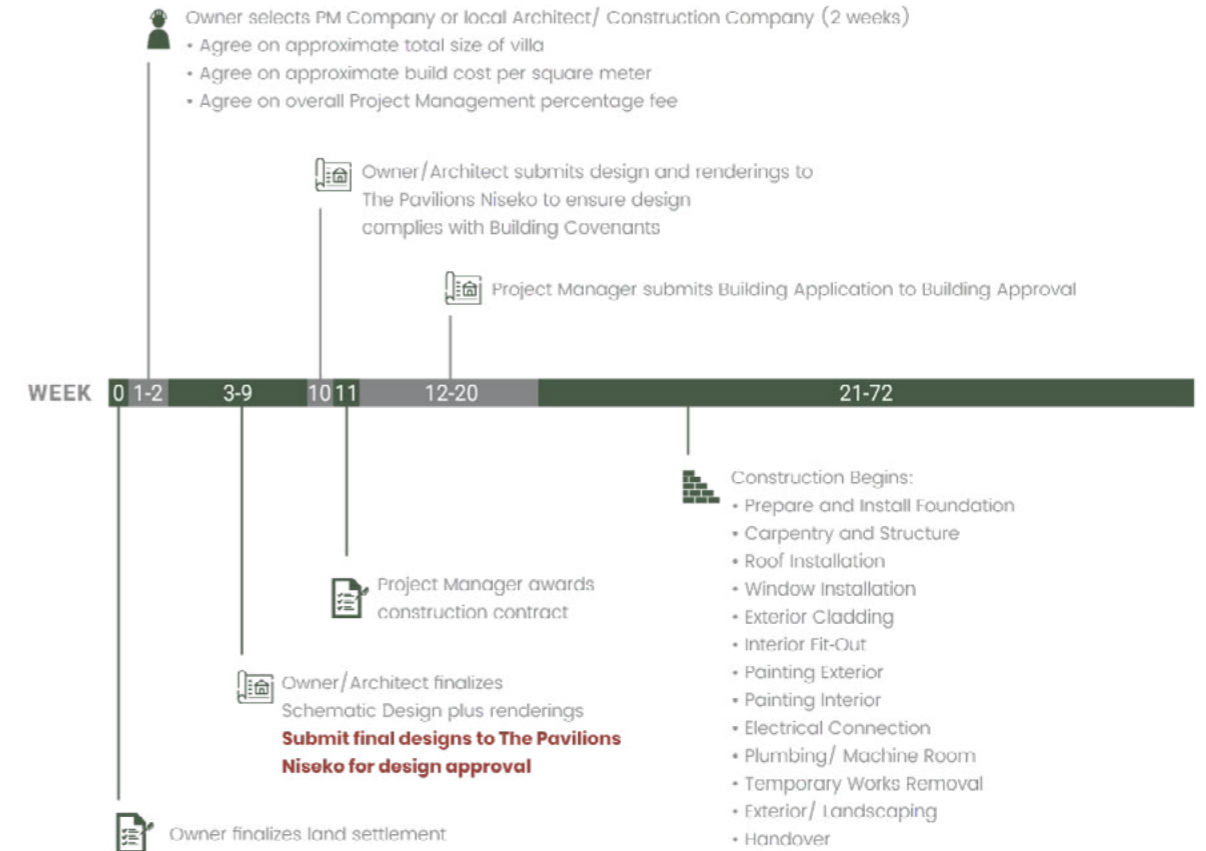 Owner selects PM Company or local Architect/ Construction Company (2 weeks)
• Agree on approximate total size of villa
• Agree on approximate build cost per square meter
• Agree on overall Project Management percentage fee
Owner/Architect submits design and renderings to
The Pavilions Niseko to ensure design
complies with Building Covenants
Project Manager submits Building Application to Building Approval
WEEK 0 1-2 3-9 10 11 12-20 21-72
Construction Begins:
• Prepare and Install Foundation
• Carpentry and Structure
• Roof Installation
• Window Installation
• Exterior Cladding
• Interior Fit-Out
• Painting Exterior
• Painting Interior
• Electrical Connection
• Plumbing/ Machine Room
• Temporary Works Removal
• Exterior/ Landscaping
• Handover
Project Manager awards
construction contract
Owner/Architect finalizes
Schematic Design plus renderings
Submit final designs to The Pavilions
Niseko for design approval
Owner finalizes land settlement